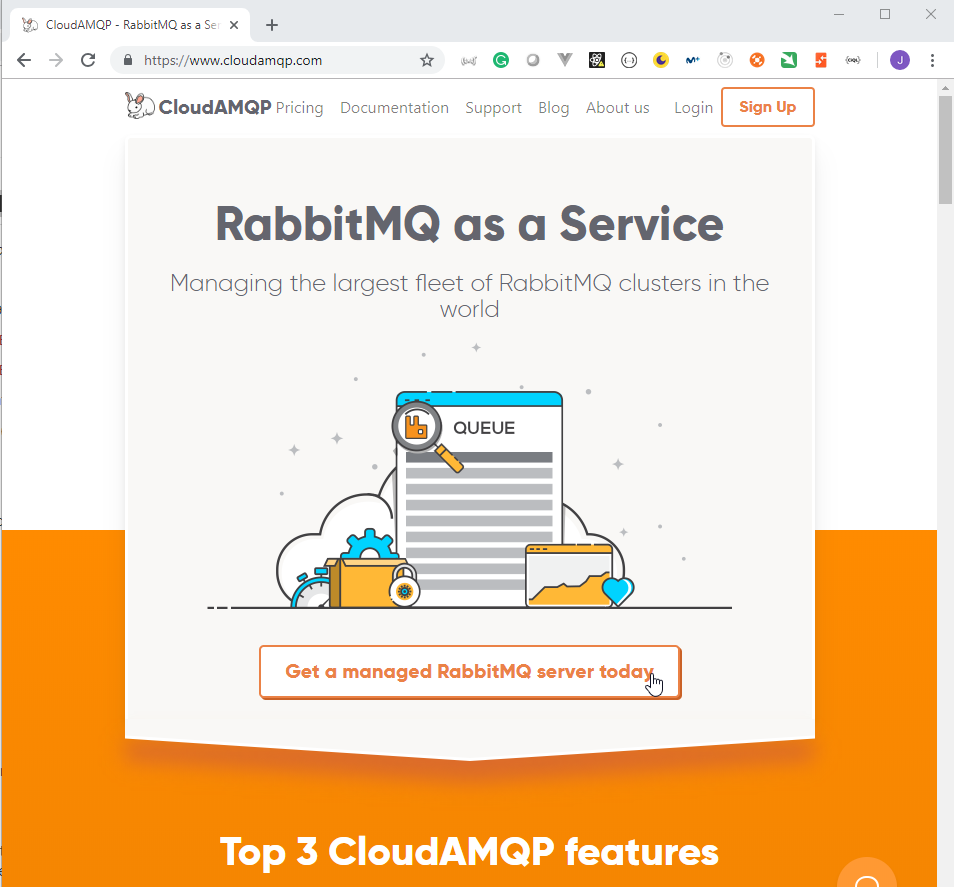 CloudAMQP - RabbitMQ as a Ser
https://www.cloudamqp.com
J
CloudAMQP Pricing Documentation Support Blog About us Login Sign Up
RabbitMQ as a Service
Managing the largest fleet of RabbitMQ clusters in the
world
QUEUE
Get a managed RabbitMQ server today
Top 3 CloudAMQP features